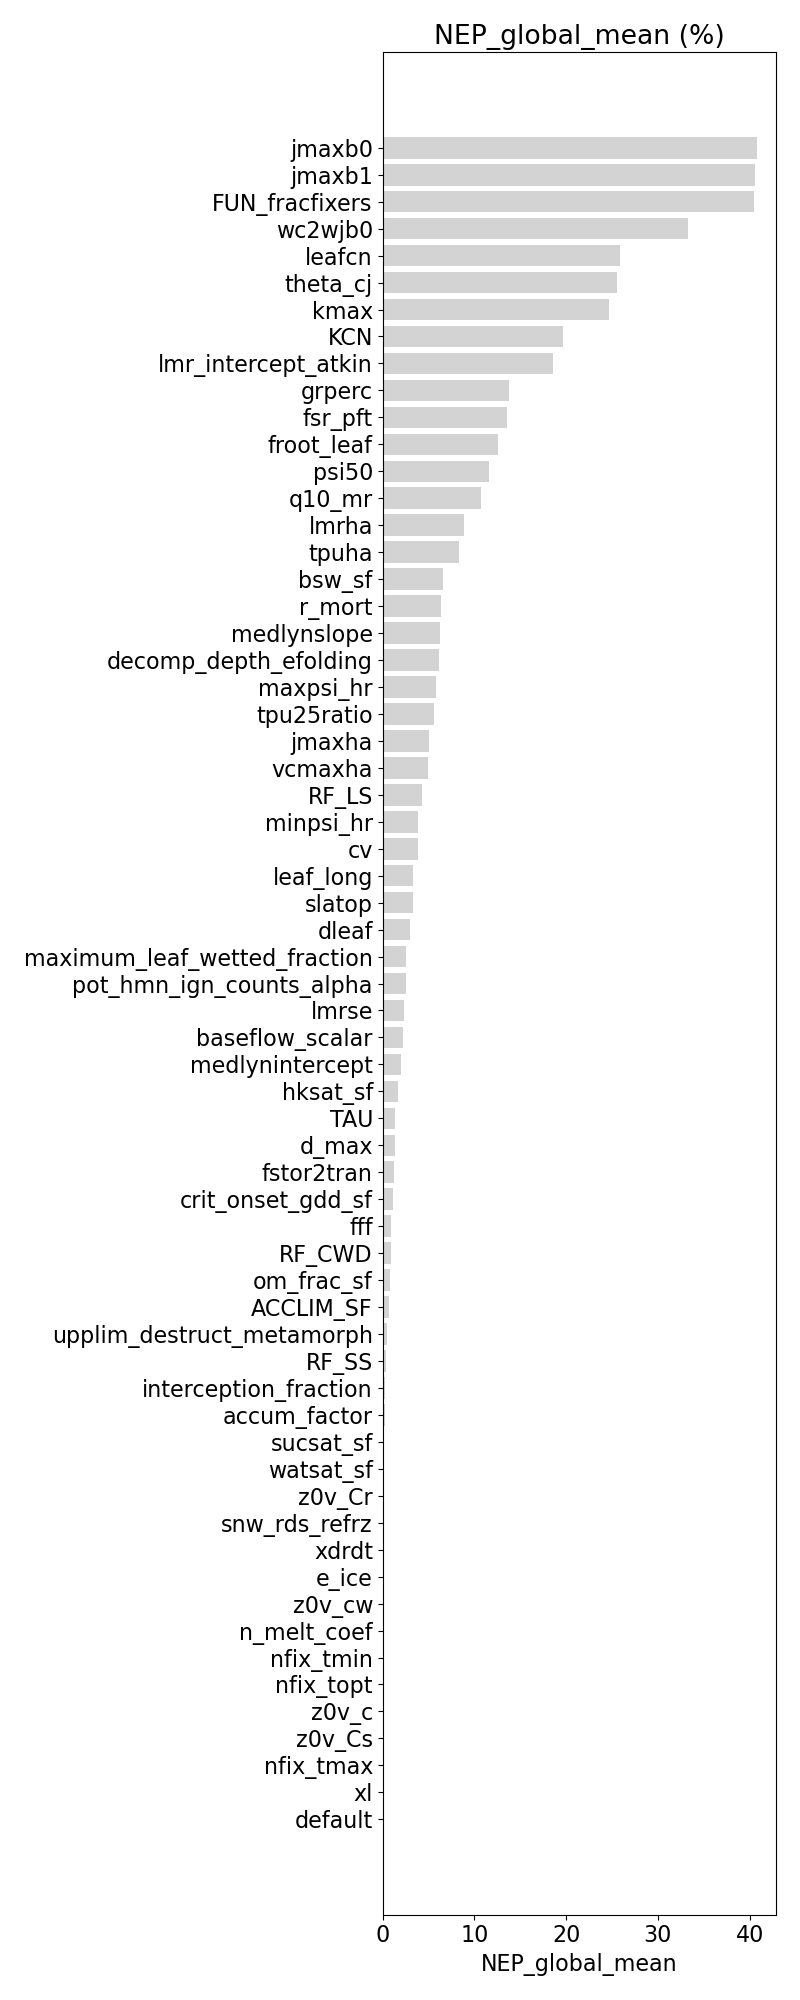 NEP_global_mean (%)
jmaxb0
jmaxb1
FUN_fracfixers
wc2wjb0
leafcn
theta_cj
kmax
KCN
lmr_intercept_atkin
grperc
fsr_pft
froot_leaf
psi50
q10_mr
lmrha
tpuha
bsw_sf
r_mort
medlynslope
decomp_depth_efolding
maxpsi_hr
tpu25ratio
jmaxha
vcmaxha
RF_LS
minpsi_hr
cv
leaf_long
slatop
dleaf
maximum_leaf_wetted_fraction
pot_hmn_ign_counts_alpha
lmrse
baseflow_scalar
medlynintercept
hksat_sf
TAU
d_max
fstor2tran
crit_onset_gdd_sf
fff
RF_CWD
om_frac_sf
ACCLIM_SF
upplim_destruct_metamorph
RF_SS
interception_fraction
accum_factor
sucsat_sf
watsat_sf
z0v_Cr
snw_rds_refrz
xdrdt
e_ice
z0v_cw
n_melt_coef
nfix_tmin
nfix_topt
z0v_c
z0v_Cs
nfix_tmax
xl
default
0 10 20 30 40
NEP_global_mean